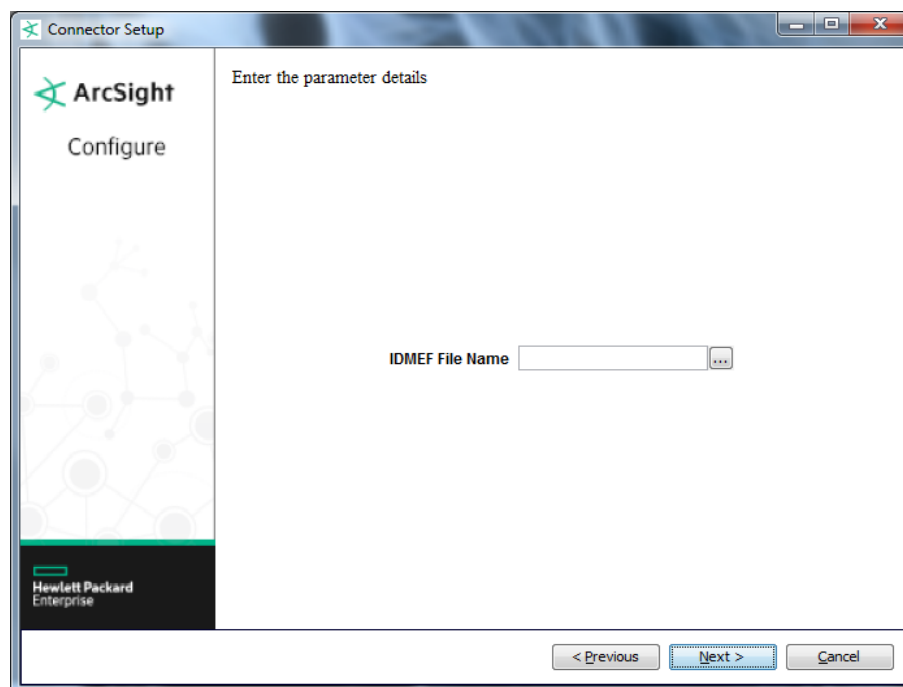 Connector Setup
ArcSight
Configure
Enter the parameter details
IDMEF File Name
...
Hewlett Packard
Enterprise
< Previous
Next >
Cancel